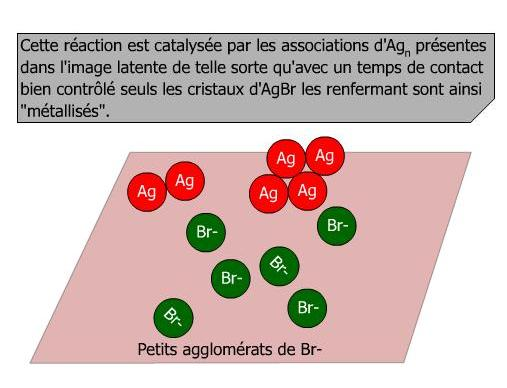 Cette réaction est catalysée par les associations d'Agn présentes
dans l'image latente de telle sorte qu'avec un temps de contact
bien contrôlé seuls les cristaux d'AgBr les renfermant sont ainsi
"métallisés".
Ag Ag
Ag Ag
Ag Ag
Br- Br-
Br- Br-
Br- Br-
Petits agglomérats de Br-